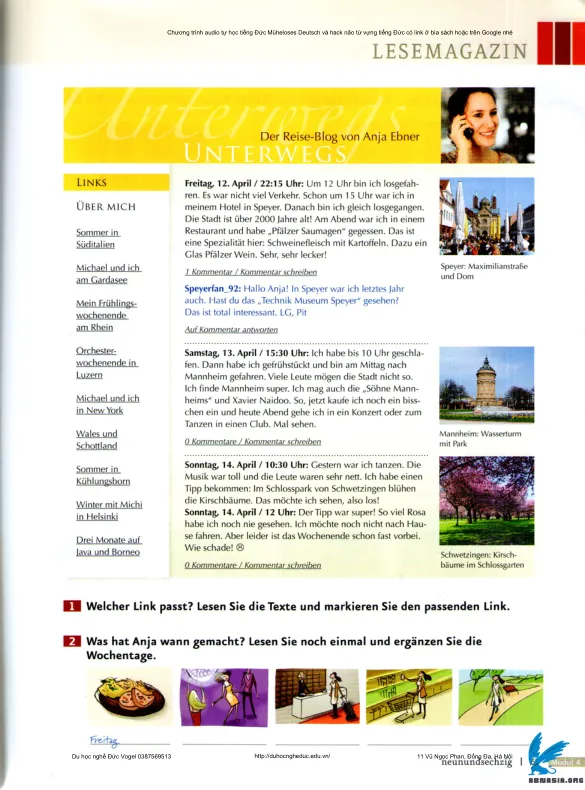 Chương trình audio tự học tiếng Đức Müheloses Deutsch và hack não từ vựng tiếng Đức có link ở bìa sách hoặc trên Google nhé
LESEMAGAZIN
Unterwegs
Der Reise-Blog von Anja Ebner
UNTERWEGS
LINKS
ÜBER MICH
Sommer in
Süditalien
Michael und ich
am Gardasee
Mein Frühlings-
wochenende
am Rhein
Orchester-
wochenende in
Luzern
Michael und ich
in New York
Wales und
Schottland
Sommer in
Kühlungsborn
Winter mit Michi
in Helsinki
Drei Monate auf
Java und Borneo
Freitag, 12. April / 22:15 Uhr: Um 12 Uhr bin ich losgefah-
ren. Es war nicht viel Verkehr. Schon um 15 Uhr war ich in
meinem Hotel in Speyer. Danach bin ich gleich losgegangen.
Die Stadt ist über 2000 Jahre alt! Am Abend war ich in einem
Restaurant und habe „Pfälzer Saumagen“ gegessen. Das ist
eine Spezialität hier: Schweinefleisch mit Kartoffeln. Dazu ein
Glas Pfälzer Wein. Sehr, sehr lecker!
1 Kommentar / Kommentar schreiben
Speyerfan_92: Hallo Anja! In Speyer war ich letztes Jahr
auch. Hast du das „Technik Museum Speyer“ gesehen?
Das ist total interessant. LG, Pit
Auf Kommentar antworten
Samstag, 13. April / 15:30 Uhr: Ich habe bis 10 Uhr geschla-
fen. Dann habe ich gefrühstückt und bin am Mittag nach
Mannheim gefahren. Viele Leute mögen die Stadt nicht so.
Ich finde Mannheim super. Ich mag auch die „Söhne Mann-
heims“ und Xavier Naidoo. So, jetzt kaufe ich noch ein biss-
chen ein und heute Abend gehe ich in ein Konzert oder zum
Tanzen in einen Club. Mal sehen.
0 Kommentare / Kommentar schreiben
Sonntag, 14. April / 10:30 Uhr: Gestern war ich tanzen. Die
Musik war toll und die Leute waren sehr nett. Ich habe einen
Tipp bekommen: Im Schlosspark von Schwetzingen blühen
die Kirschbäume. Das möchte ich sehen, also los!
Sonntag, 14. April / 12 Uhr: Der Tipp war super! So viel Rosa
habe ich noch nie gesehen. Ich möchte noch nicht nach Hau-
se fahren. Aber leider ist das Wochenende schon fast vorbei.
Wie schade! ☹
0 Kommentare / Kommentar schreiben
Speyer: Maximilianstraße
und Dom
Mannheim: Wasserturm
mit Park
Schwetzingen: Kirsch-
bäume im Schlossgarten
1 Welcher Link passt? Lesen Sie die Texte und markieren Sie den passenden Link.
2 Was hat Anja wann gemacht? Lesen Sie noch einmal und ergänzen Sie die
Wochentage.
Freitag
Du học nghề Đức Vogel 0387569513
http://duhocngheduc.edu.vn/
11 Vũ Ngọc Phan, Đống Đa, Hà Nội
neunundsechzig
Modul 4
ABMASIA.ORG